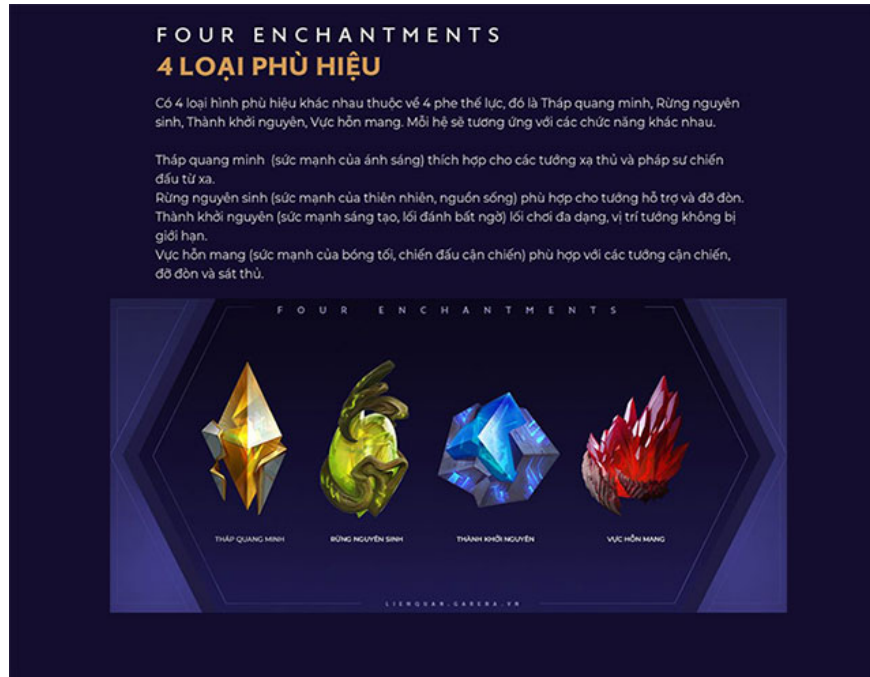 FOUR ENCHANTMENTS
4 LOẠI PHÙ HIỆU
Có 4 loại hình phù hiệu khác nhau thuộc về 4 phe thế lực, đó là Tháp quang minh, Rừng nguyên
sinh, Thành khởi nguyên, Vực hỗn mang. Mỗi hệ sẽ tương ứng với các chức năng khác nhau.
Tháp quang minh (sức mạnh của ánh sáng) thích hợp cho các tướng xạ thủ và pháp sư chiến
đấu từ xa.
Rừng nguyên sinh (sức mạnh của thiên nhiên, nguồn sống) phù hợp cho tướng hỗ trợ và đỡ đòn.
Thành khởi nguyên (sức mạnh sáng tạo, lối đánh bất ngờ) lối chơi đa dạng, vị trí tướng không bị
giới hạn.
Vực hỗn mang (sức mạnh của bóng tối, chiến đấu cận chiến) phù hợp với các tướng cận chiến,
đỡ đòn và sát thủ.
FOUR ENCHANTMENTS
THÁP QUANG MINH RỪNG NGUYÊN SINH THÀNH KHỞI NGUYÊN VỰC HỖN MANG
LIENQUAN.GARENA.VN